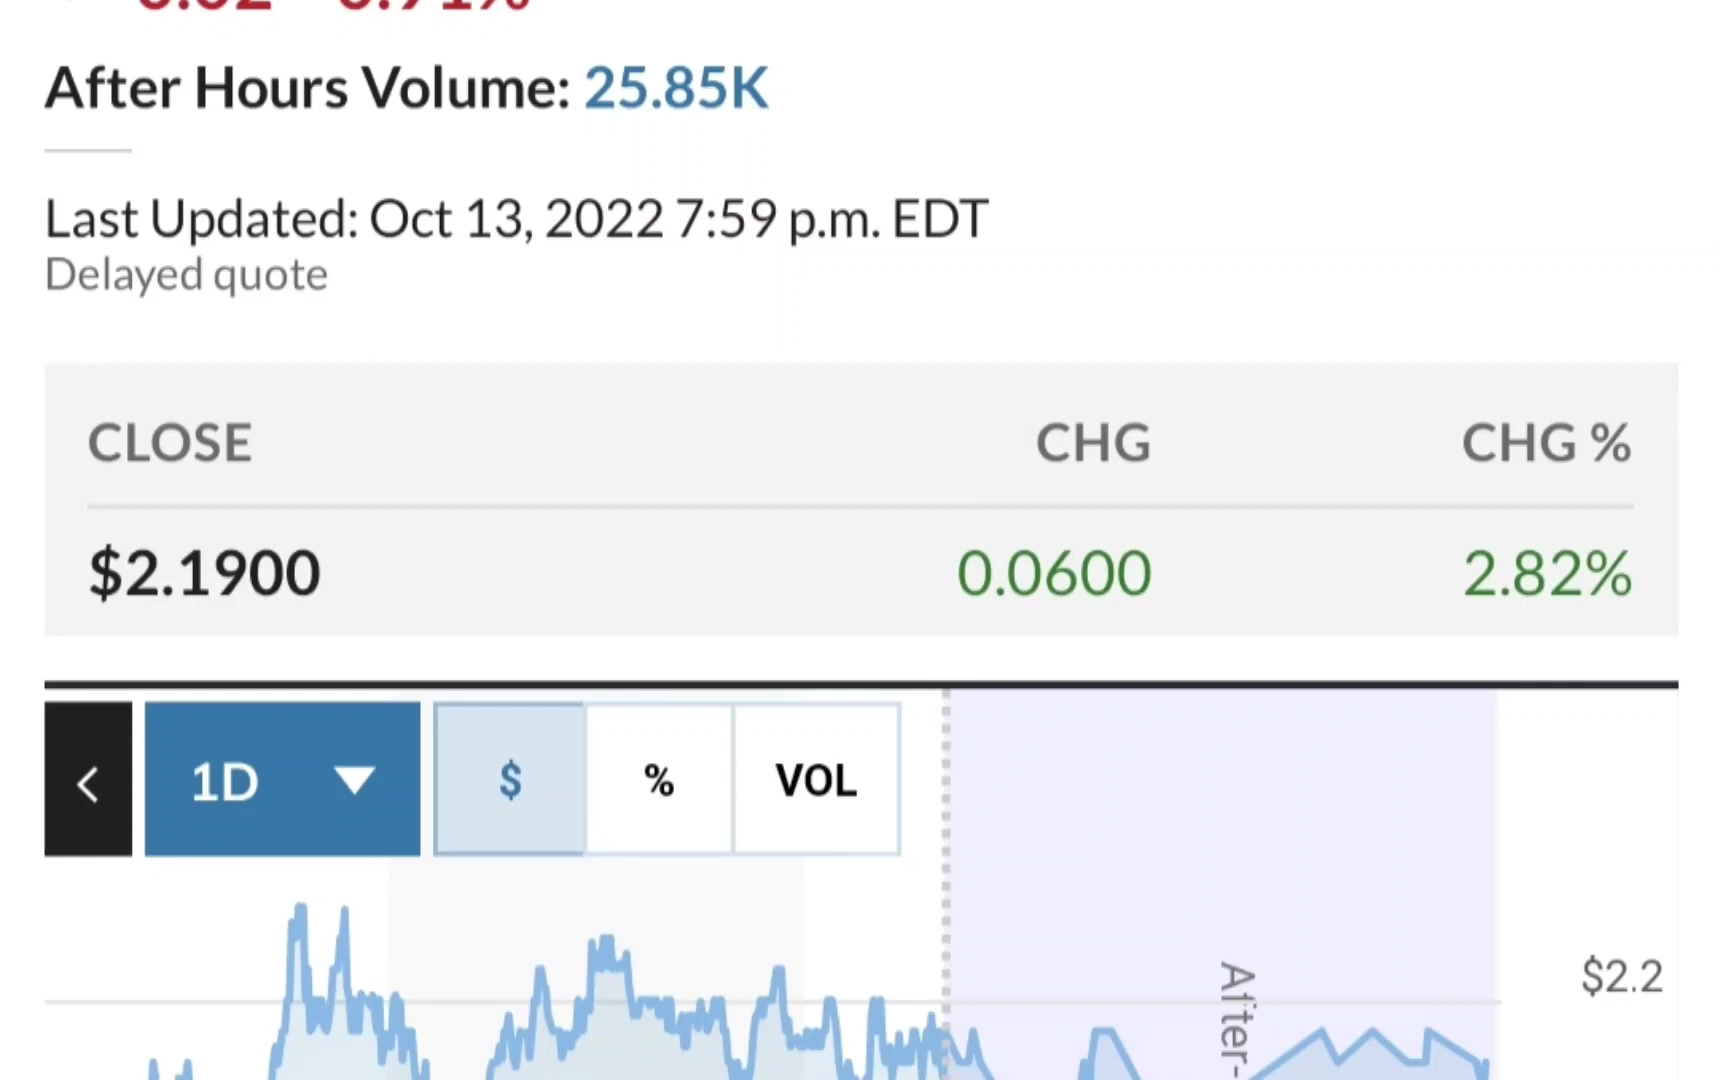 After Hours Volume: 25.85K
Last Updated: Oct 13, 2022 7:59 p.m. EDT
Delayed quote
CLOSE CHG CHG %
$2.1900 0.0600 2.82%
1D $ % VOL
$2.2
After-